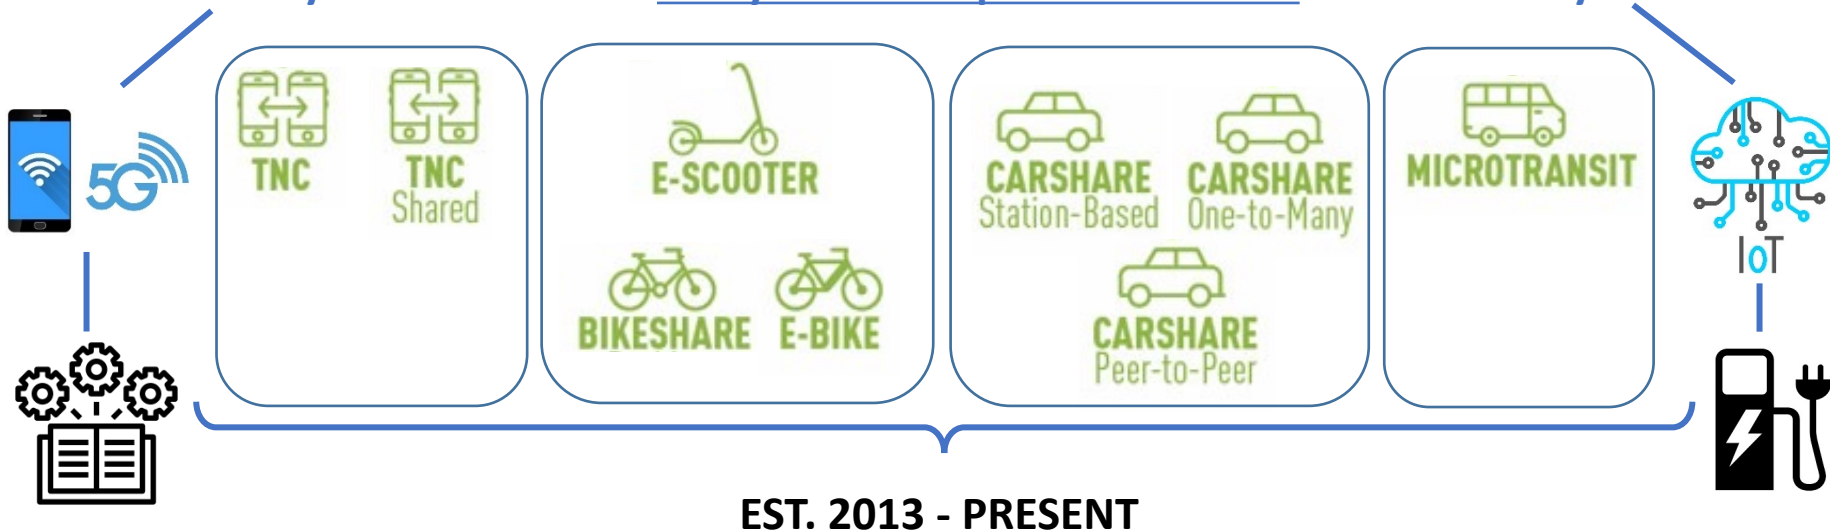 TNC
TNC
Shared
E-SCOOTER
BIKESHARE
E-BIKE
CARSHARE
Station-Based
CARSHARE
One-to-Many
CARSHARE
Peer-to-Peer
MICROTRANSIT
5G
IoT
EST. 2013 - PRESENT